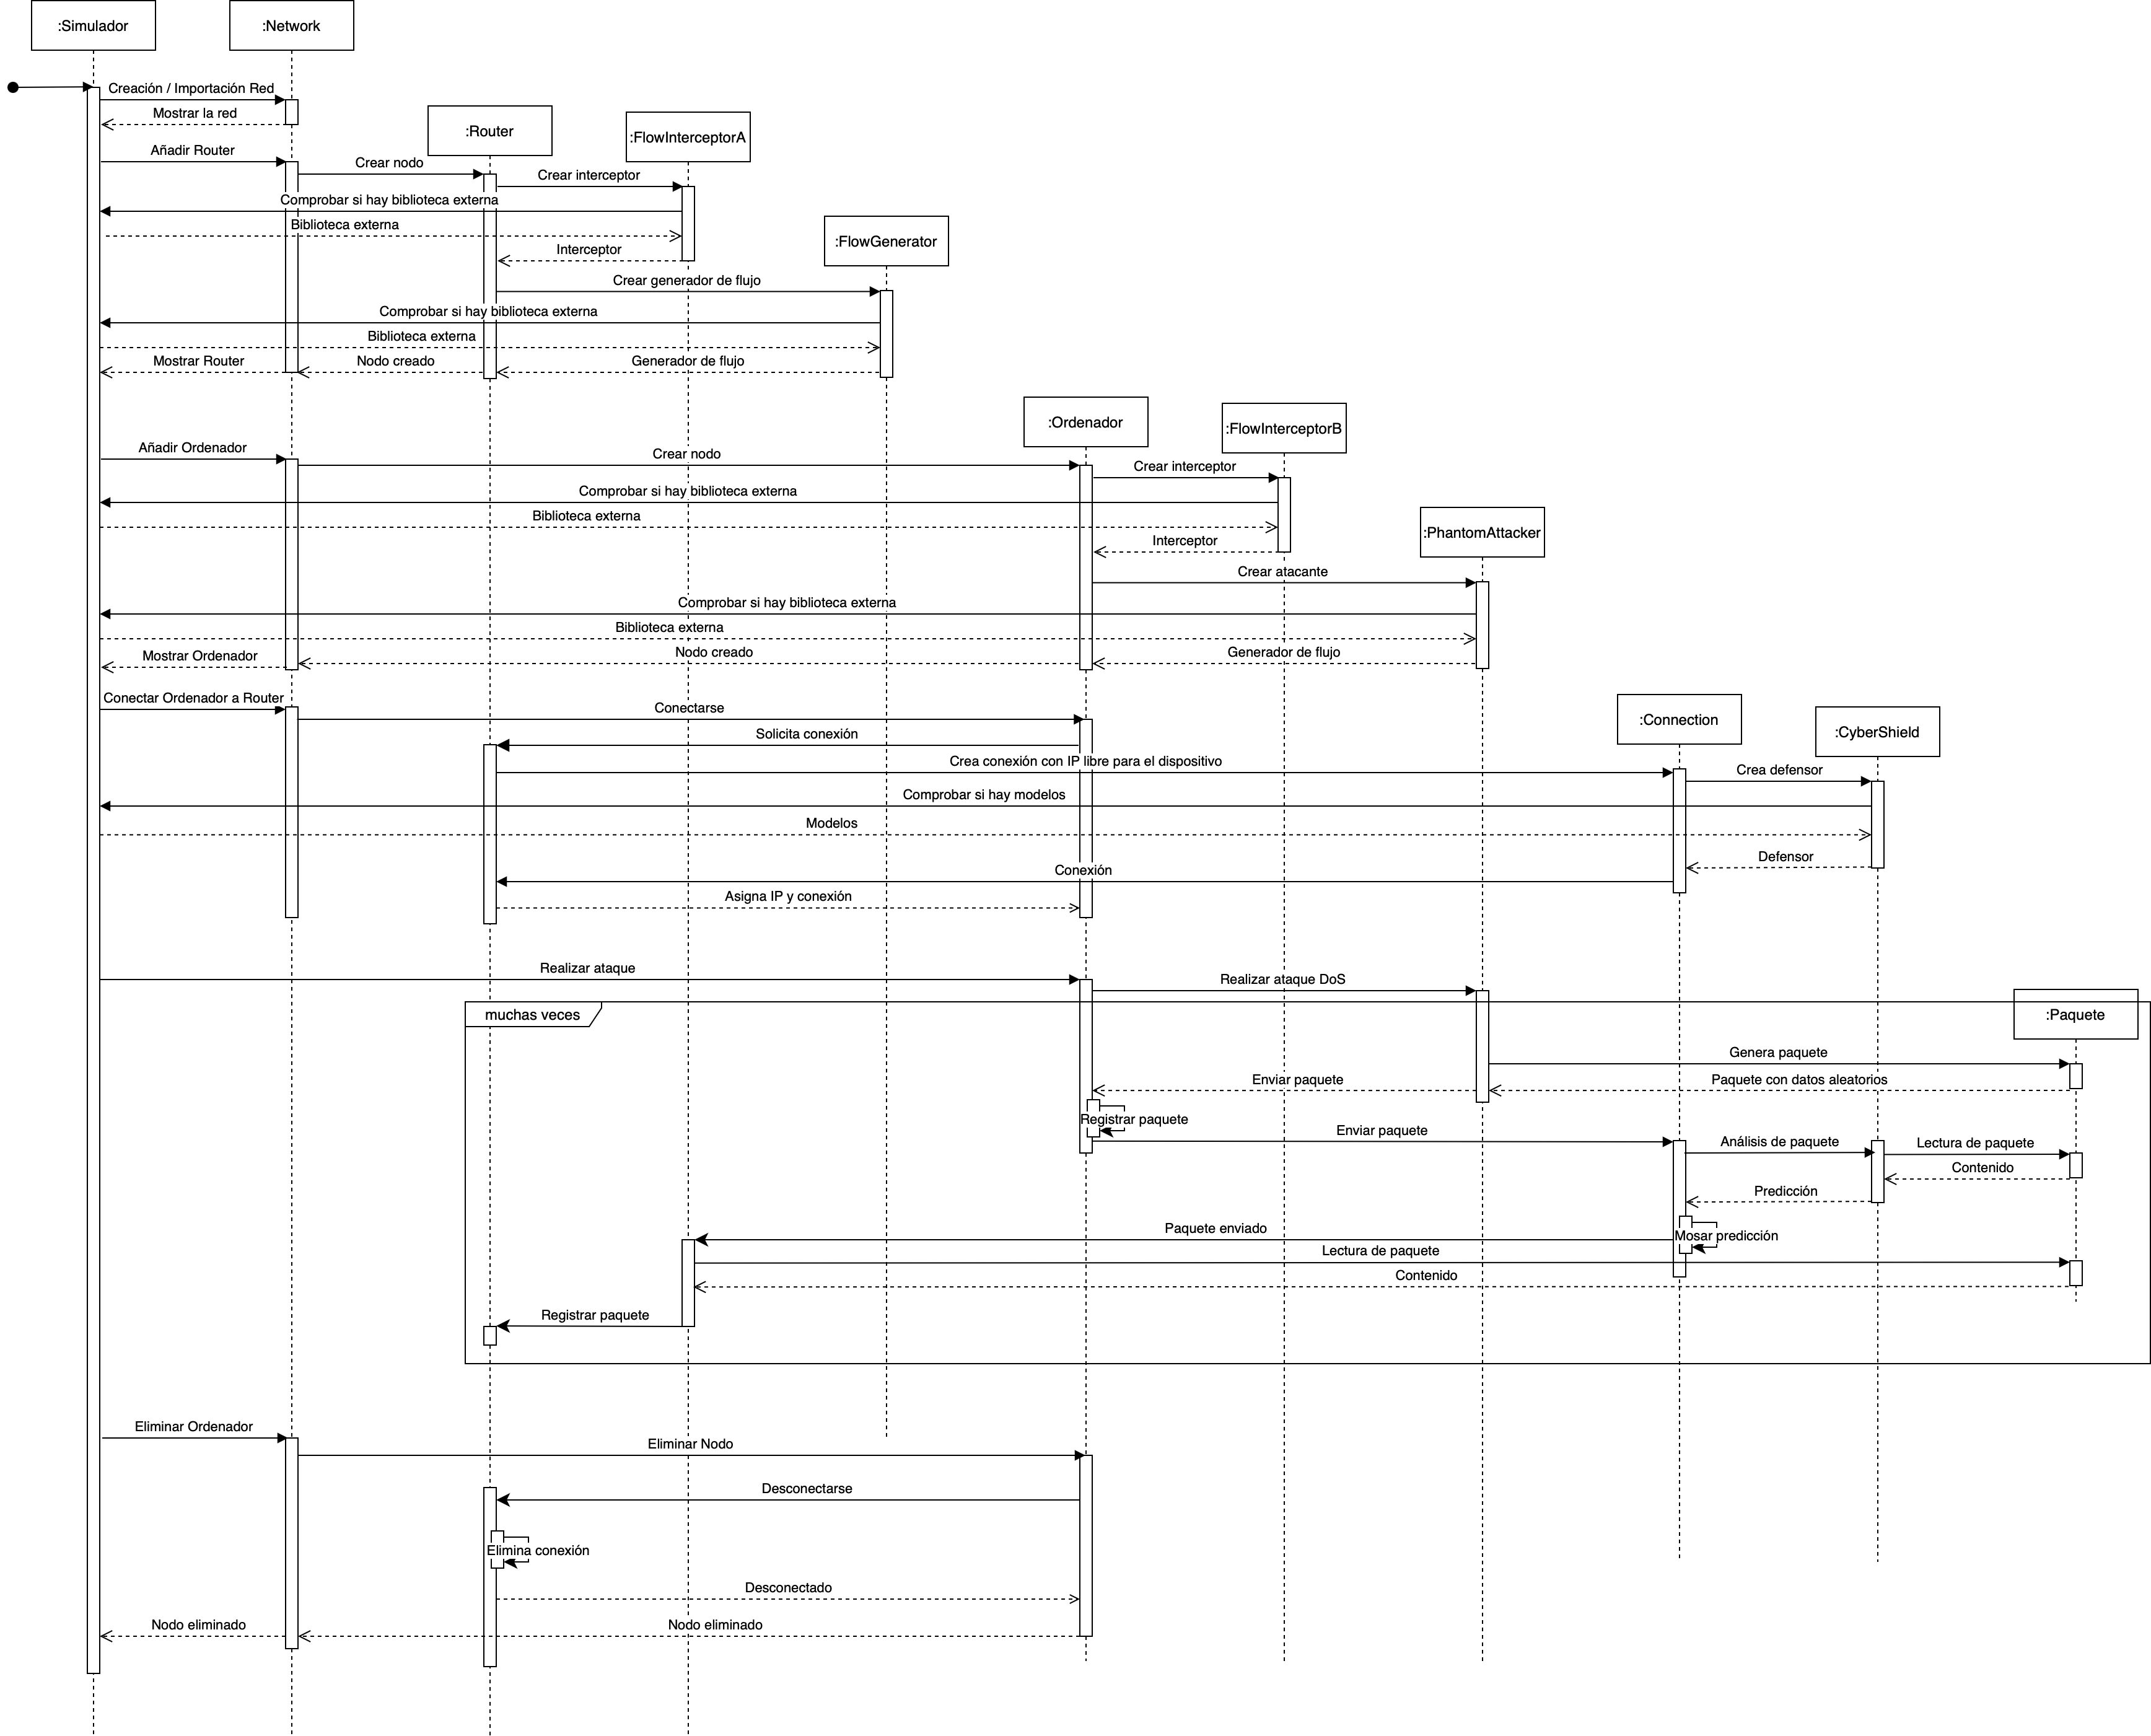 :Simulador
:Network
Creación / Importación Red
Mostrar la red
:Router
:FlowInterceptorA
Añadir Router
Crear nodo
Crear interceptor
Comprobar si hay biblioteca externa
Biblioteca externa
:FlowGenerator
Interceptor
Crear generador de flujo
Comprobar si hay biblioteca externa
Biblioteca externa
Mostrar Router
Nodo creado
Generador de flujo
:Ordenador
:FlowInterceptorB
Añadir Ordenador
Crear nodo
Crear interceptor
Comprobar si hay biblioteca externa
Biblioteca externa
:PhantomAttacker
Interceptor
Crear atacante
Comprobar si hay biblioteca externa
Biblioteca externa
Mostrar Ordenador
Nodo creado
Generador de flujo
Conectar Ordenador a Router
Conectarse
:Connection
:CyberShield
Solicita conexión
Crea conexión con IP libre para el dispositivo
Crea defensor
Comprobar si hay modelos
Modelos
Defensor
Conexión
Asigna IP y conexión
Realizar ataque
Realizar ataque DoS
muchas veces
:Paquete
Genera paquete
Enviar paquete
Paquete con datos aleatorios
Registrar paquete
Enviar paquete
Análisis de paquete
Lectura de paquete
Contenido
Predicción
Paquete enviado
Mosar predicción
Lectura de paquete
Contenido
Registrar paquete
Eliminar Ordenador
Eliminar Nodo
Desconectarse
Elimina conexión
Desconectado
Nodo eliminado
Nodo eliminado